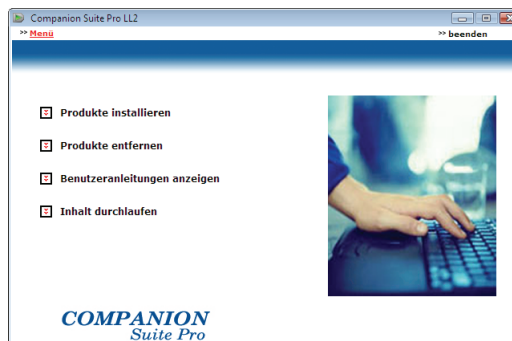 Companion Suite Pro LL2
>> Menü
>> beenden
Produkte installieren
Produkte entfernen
Benutzeranleitungen anzeigen
Inhalt durchlaufen
COMPANION
Suite Pro